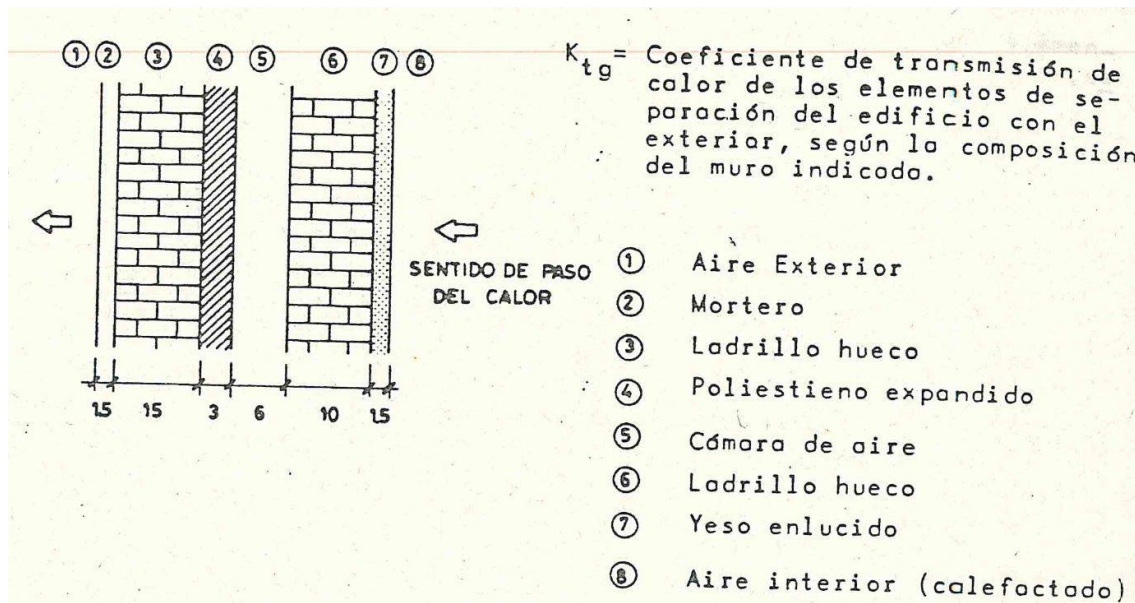 ① ② ③ ④ ⑤ ⑥ ⑦ ⑧
SENTIDO DE PASO
DEL CALOR
1.5 15 3 6 10 1.5
Ktg= Coeficiente de transmisión de
calor de los elementos de se-
paración del edificio con el
exterior, según la composición
del muro indicada.
① Aire Exterior
② Mortero
③ Ladrillo hueco
④ Poliestieno expandido
⑤ Cámara de aire
⑥ Ladrillo hueco
⑦ Yeso enlucido
⑧ Aire interior (calefactado)